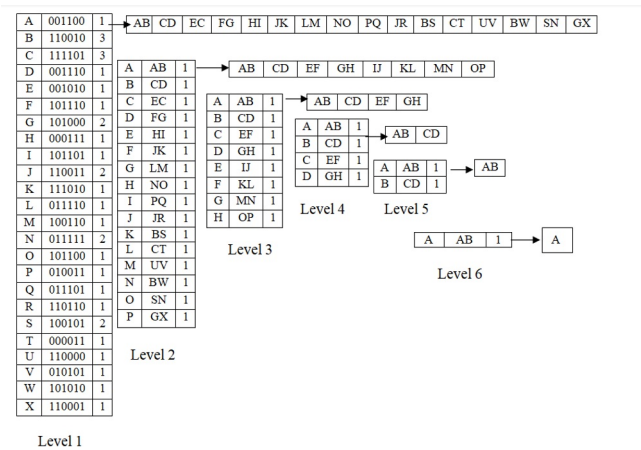 A 001100 1 AB CD EC FG HI JK LM NO PQ JR BS CT UV BW SN GX
B 110010 3
C 111101 3
D 001110 1
E 001010 1
F 101110 1
G 101000 2
H 000111 1
I 101101 1
J 110011 2
K 111010 1
L 011110 1
M 100110 1
N 011111 2
O 101100 1
P 010011 1
Q 011101 1
R 110110 1
S 100101 2
T 000011 1
U 110000 1
V 010101 1
W 101010 1
X 110001 1
Level 1
A AB 1 AB CD EF GH IJ KL MN OP
B CD 1
C EC 1
D FG 1
E HI 1
F JK 1
G LM 1
H NO 1
I PQ 1
J JR 1
K BS 1
L CT 1
M UV 1
N BW 1
O SN 1
P GX 1
Level 2
A AB 1 AB CD EF GH
B CD 1
C EF 1
D GH 1
E IJ 1
F KL 1
G MN 1
H OP 1
Level 3
A AB 1 AB CD
B CD 1
C EF 1
D GH 1
Level 4
A AB 1 AB
B CD 1
Level 5
A AB 1 A
Level 6